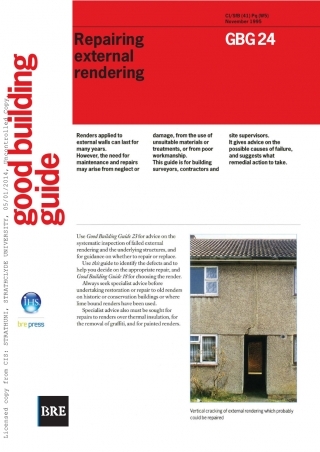 CI/SfB (41) Pq (W6)
November 1995
Repairing
external
rendering
GBG 24
good building
guide
Renders applied to
external walls can last for
many years.
However, the need for
maintenance and repairs
may arise from neglect or
damage, from the use of
unsuitable materials or
treatments, or from poor
workmanship.
This guide is for building
surveyors, contractors and
site supervisors.
It gives advice on the
possible causes of failure,
and suggests what
remedial action to take.
Use Good Building Guide 23 for advice on the
systematic inspection of failed external
rendering and the underlying structures, and
for guidance on whether to repair or replace.
Use this guide to identify the defects and to
help you decide on the appropriate repair, and
Good Building Guide 18 for choosing the render.
Always seek specialist advice before
undertaking restoration or repair to old renders
on historic or conservation buildings or where
lime bound renders have been used.
Specialist advice also must be sought for
repairs to renders over thermal insulation, for
the removal of graffiti, and for painted renders.
IHS
bre press
BRE
Vertical cracking of external rendering which probably
could be repaired
Licensed copy from CIS: STRATHUNI, STRATHCLYDE UNIVERSITY, 05/01/2014, Uncontrolled Copy.